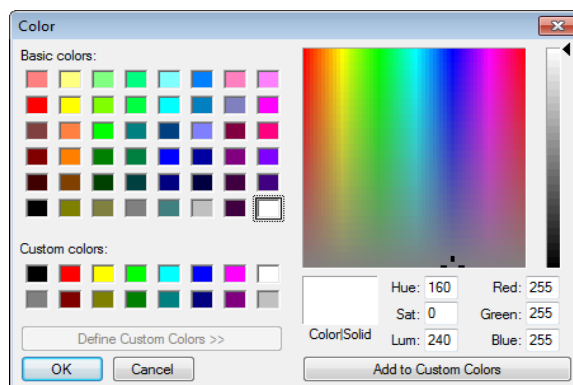 Color
Basic colors:
Custom colors:
Define Custom Colors >>
OK
Cancel
Color|Solid
Hue: 160
Sat: 0
Lum: 240
Red: 255
Green: 255
Blue: 255
Add to Custom Colors